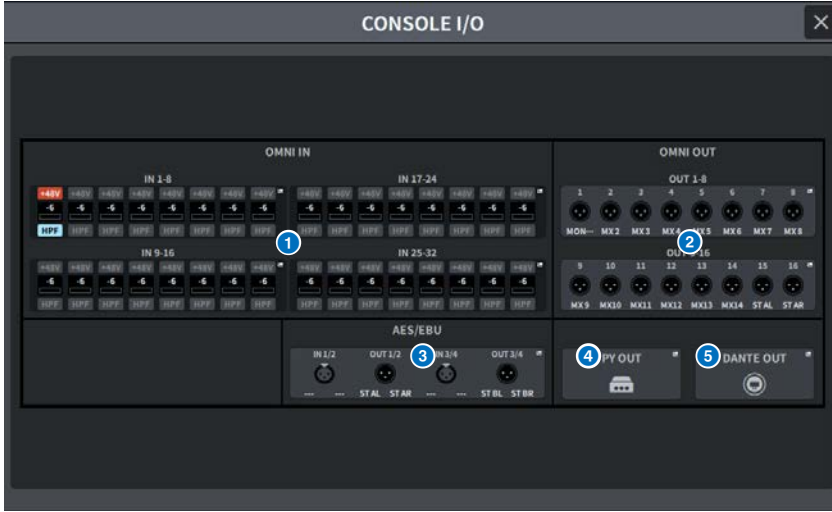 CONSOLE I/O
OMNI IN
OMNI OUT
IN 1-8
IN 17-24
OUT 1-8
+48V +48V +48V +48V +48V +48V +48V +48V
+48V +48V +48V +48V +48V +48V +48V +48V
1 2 3 4 5 6 7 8
-6 -6 -6 -6 -6 -6 -6 -6
-6 -6 -6 -6 -6 -6 -6 -6
HPF HPF HPF HPF HPF HPF HPF HPF
HPF HPF HPF HPF HPF HPF HPF HPF
MON--- MX2 MX3 MX4 MX5 MX6 MX7 MX8
1
2
IN 9-16
IN 25-32
-16
+48V +48V +48V +48V +48V +48V +48V +48V
+48V +48V +48V +48V +48V +48V +48V +48V
9 10 11 12 13 14 15 16
-6 -6 -6 -6 -6 -6 -6 -6
-6 -6 -6 -6 -6 -6 -6 -6
HPF HPF HPF HPF HPF HPF HPF HPF
HPF HPF HPF HPF HPF HPF HPF HPF
MX9 MX10 MX11 MX12 MX13 MX14 ST AL ST AR
AES/EBU
IN 1/2 OUT 1/2 3 IN 3/4 OUT 3/4
--- --- ST AL ST AR --- --- ST BL ST BR
4 PY OUT
5 DANTE OUT